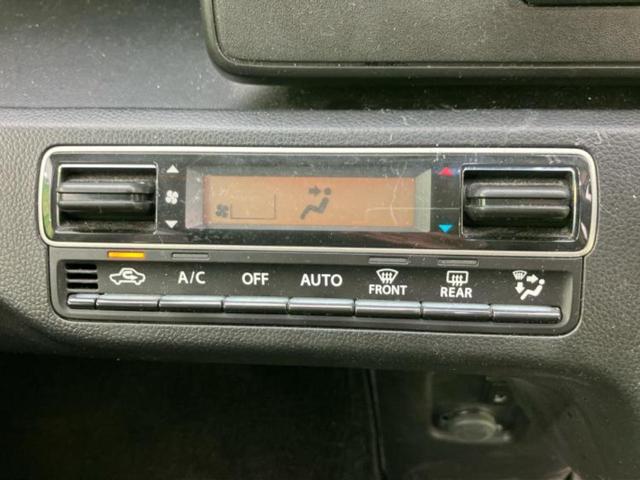 A/C OFF AUTO FRONT REAR